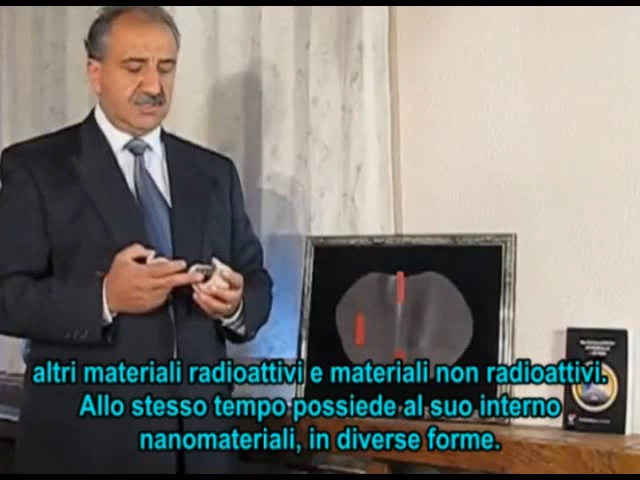 altri materiali radioattivi e materiali non radioattivi.
Allo stesso tempo possiede al suo interno
nanomateriali, in diverse forme.